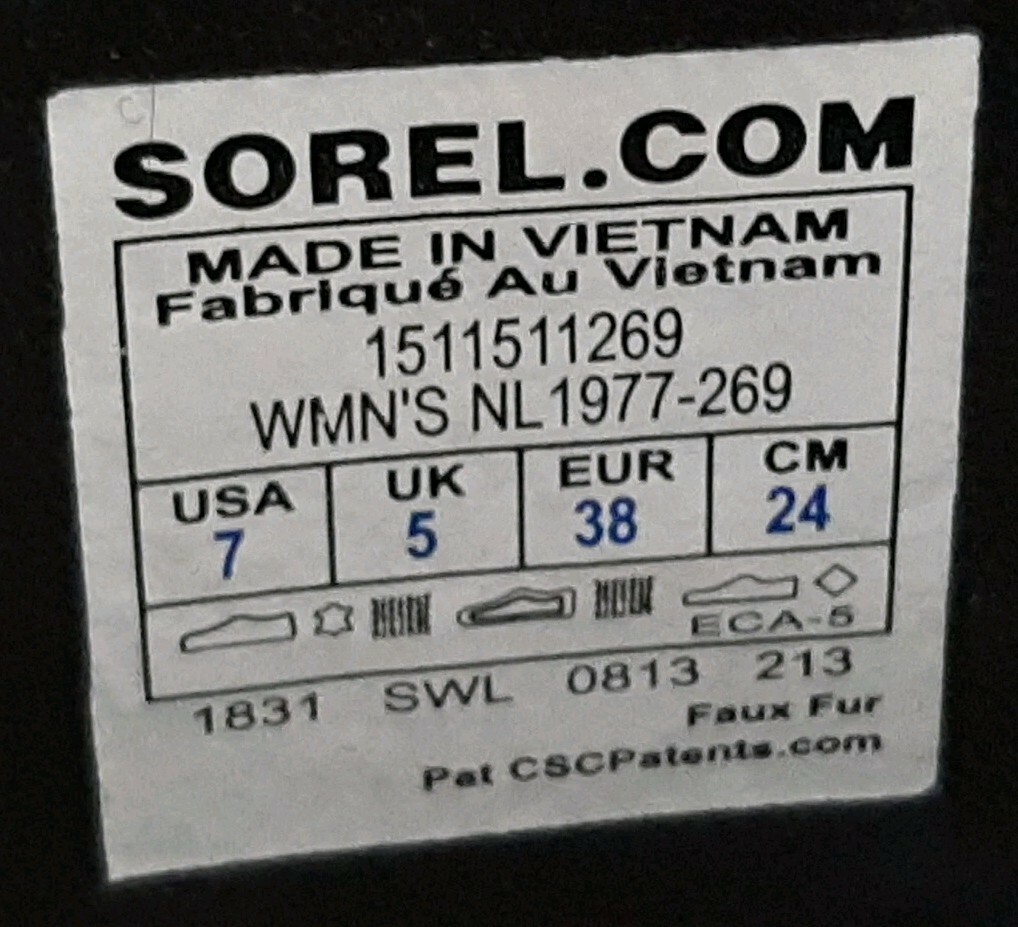 SOREL.COM
MADE IN VIETNAM
Fabriqué Au Vietnam
1511511269
WMN'S NL1977-269
USA UK EUR CM
7 5 38 24
ECA-5
1831 SWL 0813 213
Faux Fur
Pat CSCPatents.com